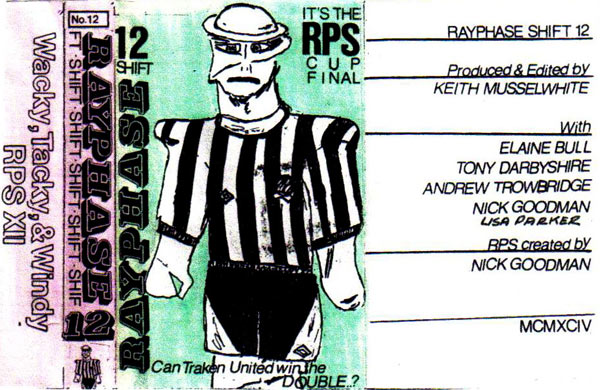 Wacky, Tacky, & Windy
RPS XII
No.12
FT·SHIFT·SHIFT·SHIFT·SHIFT·SHIF
RAYPHASE
12
12
SHIFT
RAYPHASE
IT'S THE
RPS
CUP
FINAL
Can Traken United win the
DOUBLE.?
RAYPHASE SHIFT 12
Produced & Edited by
KEITH MUSSELWHITE
With
ELAINE BULL
TONY DARBYSHIRE
ANDREW TROWBRIDGE
NICK GOODMAN
LISA PARKER
RPS created by
NICK GOODMAN
MCMXCIV